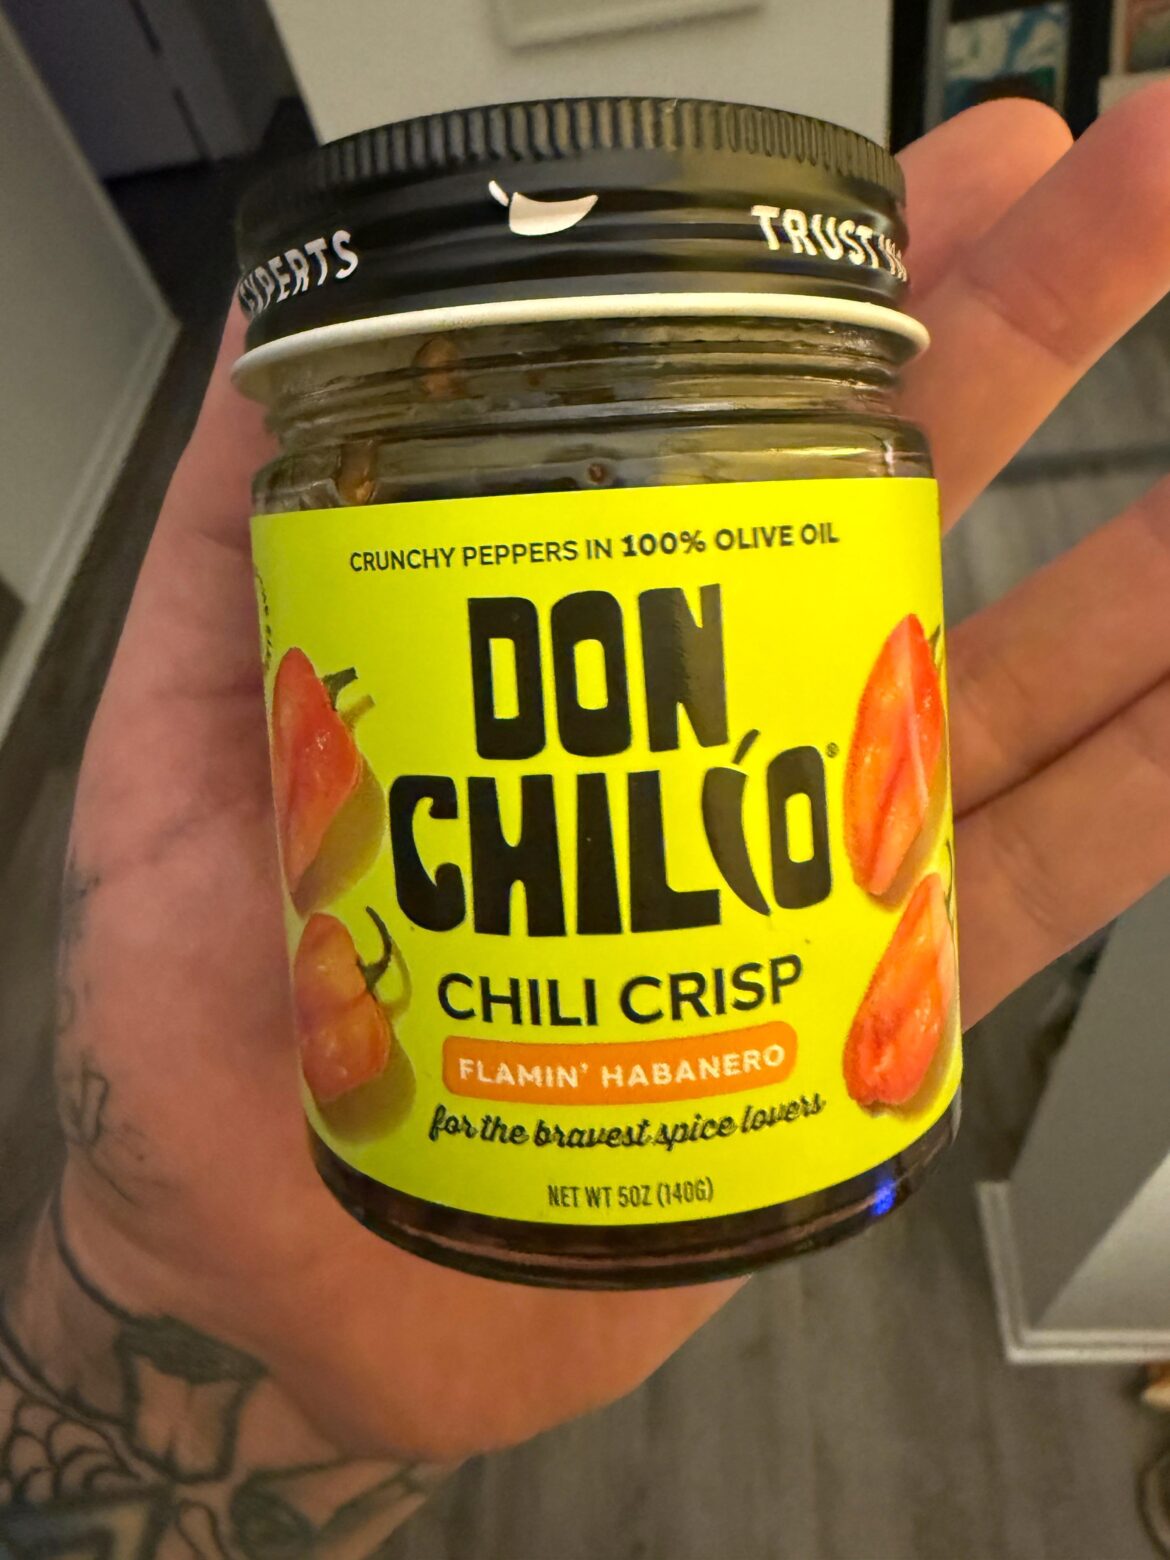 EXPERTS
TRUST
CRUNCHY PEPPERS IN 100% OLIVE OIL
DON
CHILIO®
CHILI CRISP
FLAMIN' HABANERO
for the bravest spice lovers
NET WT 5OZ (140G)